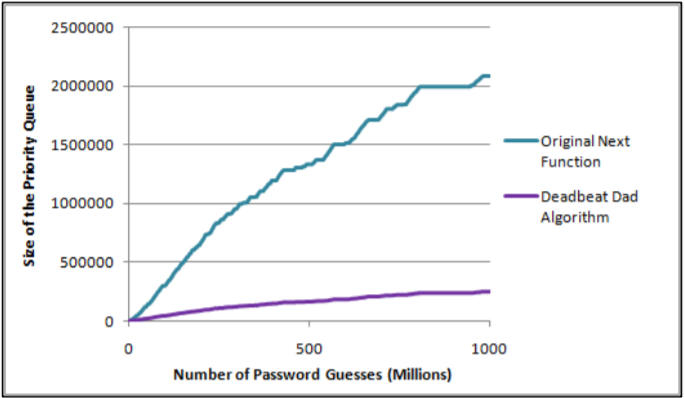 2500000
2000000
1500000
1000000
500000
0
Size of the Priority Queue
0 500 1000
Number of Password Guesses (Millions)
Original Next
Function
Deadbeat Dad
Algorithm